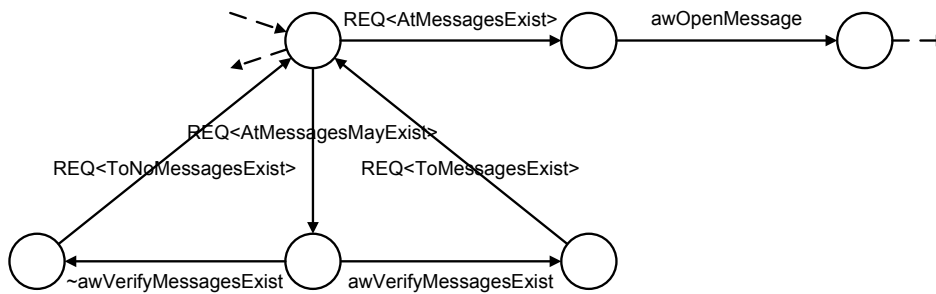 REQ<AtMessagesExist>
awOpenMessage
REQ<AtMessagesMayExist>
REQ<ToNoMessagesExist>
REQ<ToMessagesExist>
~awVerifyMessagesExist
awVerifyMessagesExist